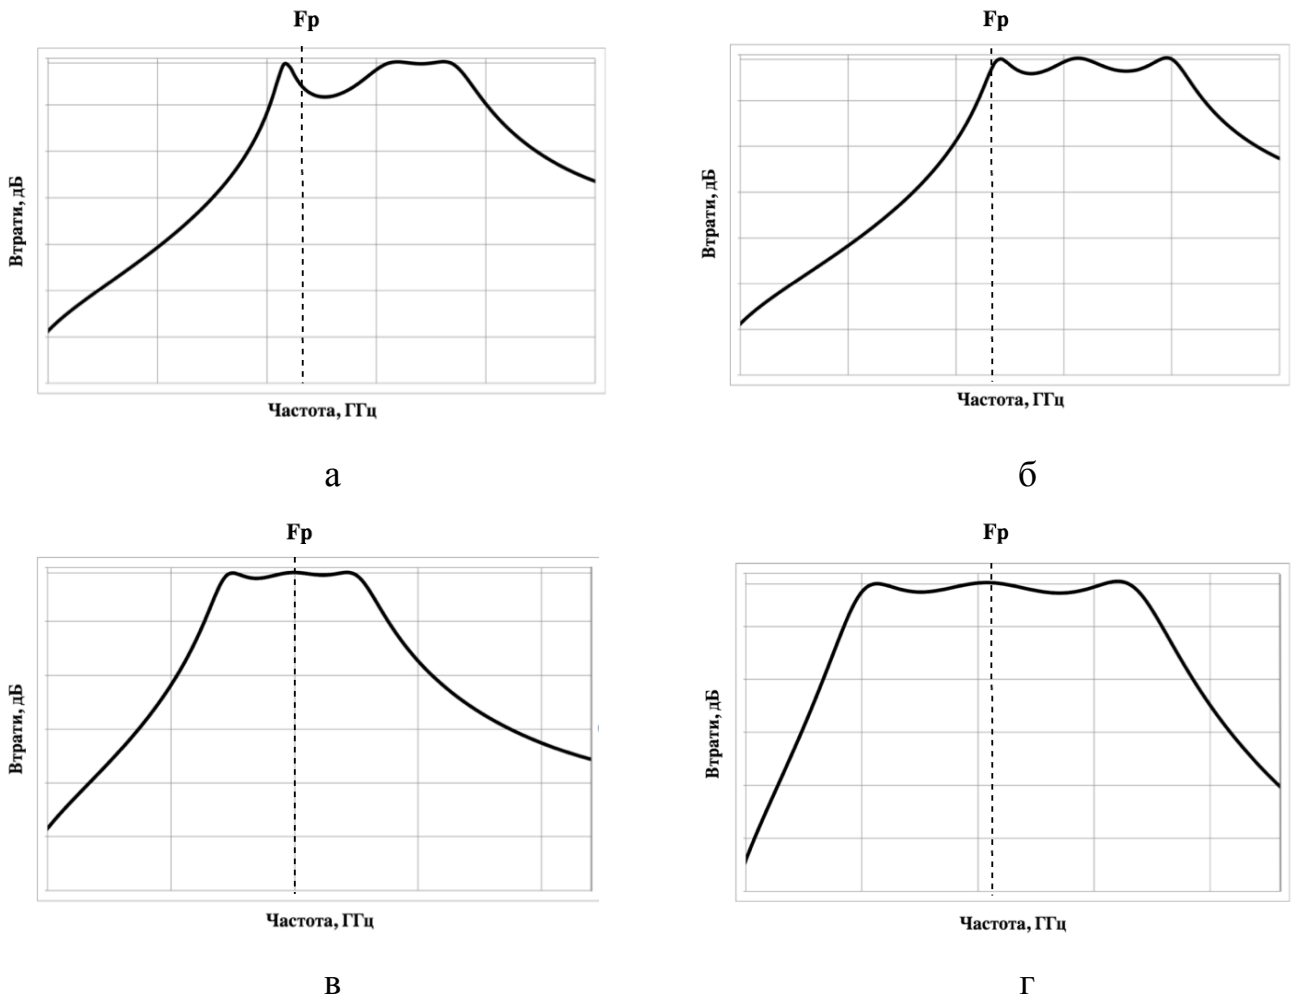 Fp
Fp
Втрати, дБ
Втрати, дБ
Частота, ГГц
Частота, ГГц
а
б
Fp
Fp
Втрати, дБ
Втрати, дБ
Частота, ГГц
Частота, ГГц
в
г